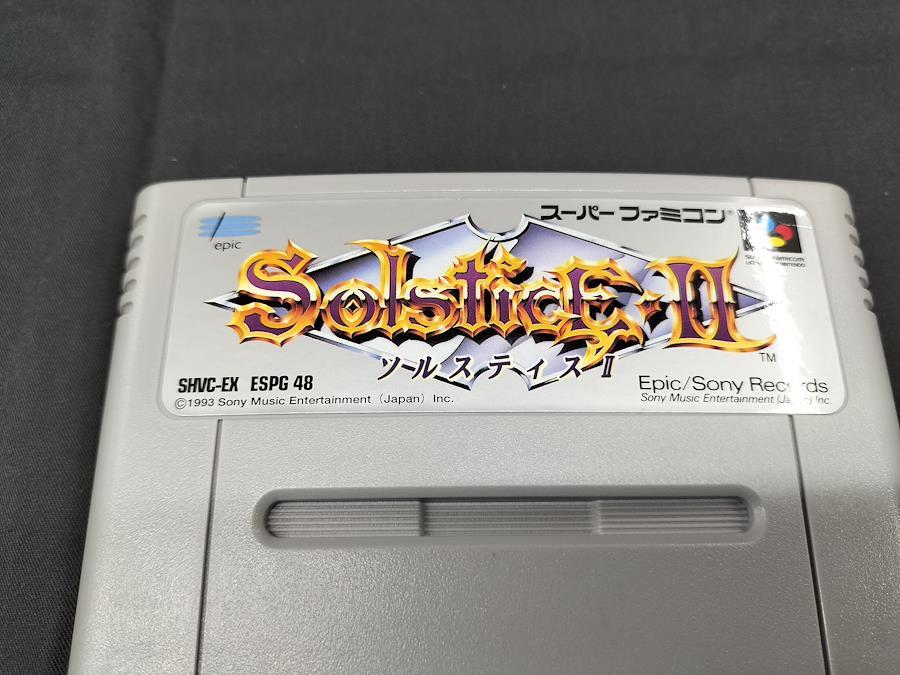 スーパーファミコン
epic
SolsticE・II
TM
ソールスティスII
SHVC-EX ESPG 48
©1993 Sony Music Entertainment (Japan) Inc.
Epic/Sony Records
Sony Music Entertainment (Japan) Inc.